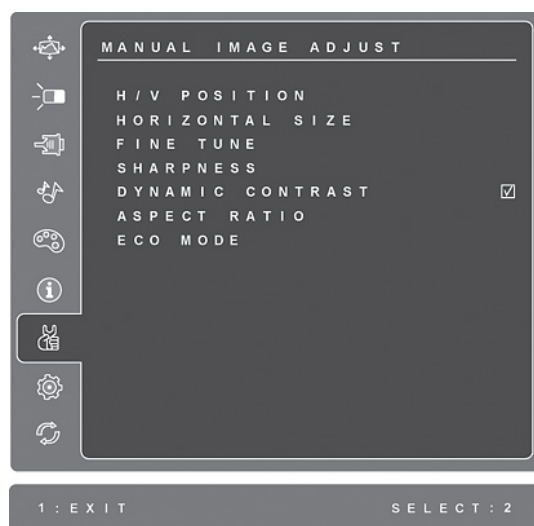 MANUAL IMAGE ADJUST
H/V POSITION
HORIZONTAL SIZE
FINE TUNE
SHARPNESS
DYNAMIC CONTRAST
ASPECT RATIO
ECO MODE
1:EXIT SELECT:2